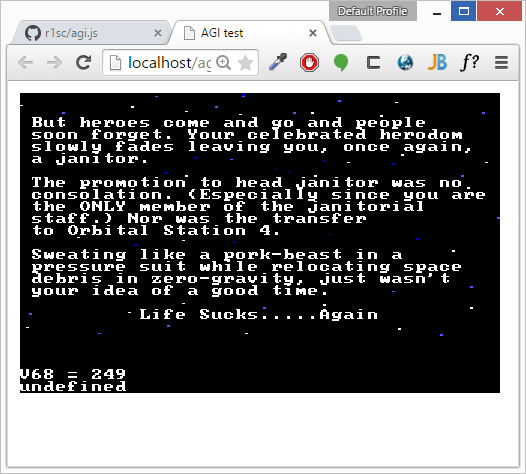 Default Profile
r1sc/agi.js
AGI test
localhost/ag
JB
f?
But heroes come and go and people
soon forget. Your celebrated herodom
slowly fades leaving you, once again,
a janitor.
The promotion to head janitor was no
consolation. (Especially since you are
the ONLY member of the janitorial
staff.) Nor was the transfer
to Orbital Station 4.
Sweating like a pork-beast in a
pressure suit while relocating space
debris in zero-gravity, just wasn't
your idea of a good time.
Life Sucks.....Again
V68 = 249
undefined